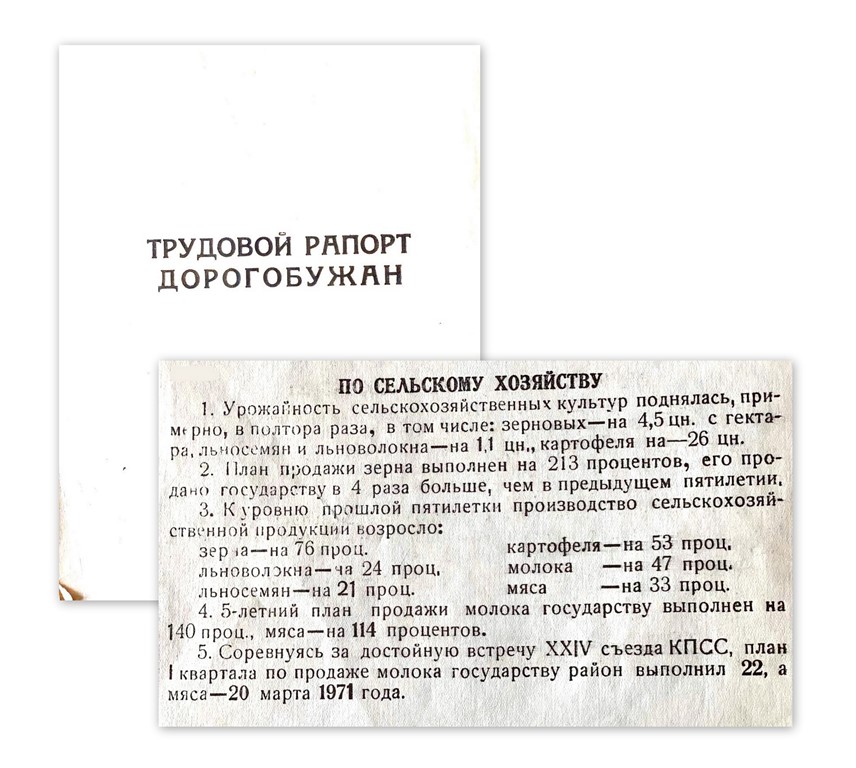 ТРУДОВОЙ РАПОРТ
ДОРОГОБУЖАН
ПО СЕЛЬСКОМУ ХОЗЯЙСТВУ
1. Урожайность сельскохозяйственных культур поднялась, при-
мерно, в полтора раза, в том числе: зерновых—на 4,5 цн. с гекта-
ра, льносемян и льноволокна—на 1,1 цн., картофеля на—26 цн.
2. План продажи зерна выполнен на 213 процентов, его про-
дано государству в 4 раза больше, чем в предыдущем пятилетии.
3. К уровню прошлой пятилетки производство сельскохозяй-
ственной продукции возросло:
зерна—на 76 проц. картофеля—на 53 проц.
льноволокна—на 24 проц. молока —на 47 проц.
льносемян—на 21 проц. мяса —на 33 проц.
4. 5-летний план продажи молока государству выполнен на
140 проц., мяса—на 114 процентов.
5. Соревнуясь за достойную встречу XXIV съезда КПСС, план
I квартала по продаже молока государству район выполнил 22, а
мяса—20 марта 1971 года.